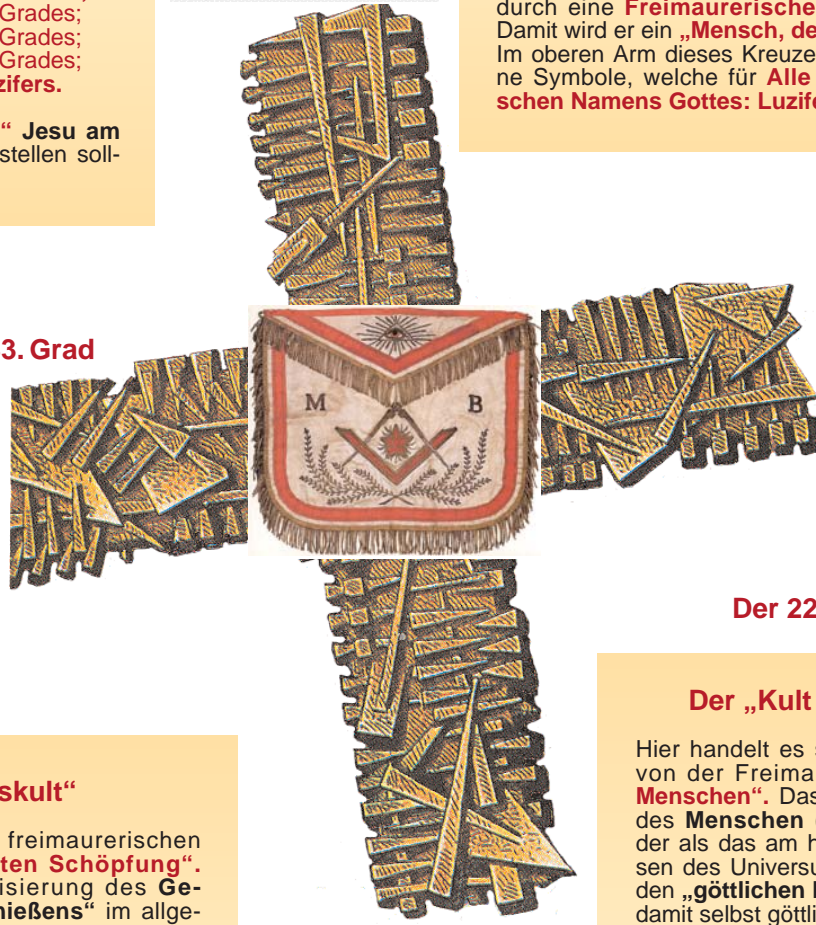 Grades;
Grades;
Grades;
zifers.
“ Jesu am
stellen soll-
durch eine Freimaurerische
Damit wird er ein „Mensch, de
Im oberen Arm dieses Kreuze
ne Symbole, welche für Alle
schen Namens Gottes: Luzife
3. Grad
M B
Der 22
skult“
freimaurerischen
ten Schöpfung“.
isierung des Ge-
nießens“ im allge-
Der „Kult
Hier handelt es s
von der Freima
Menschen“. Das
des Menschen
der als das am h
sen des Universu
den „göttlichen
damit selbst göttli